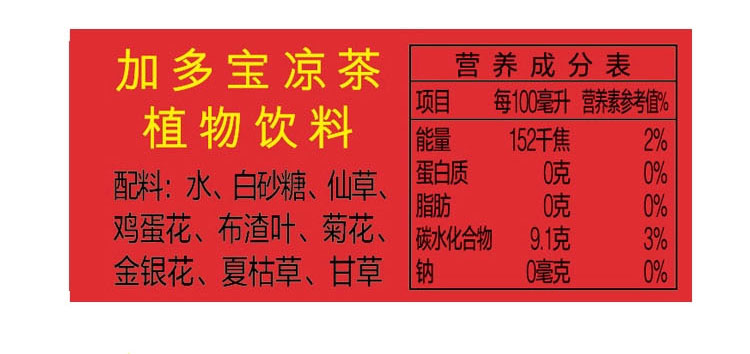 加多宝凉茶
植物饮料
配料：水、白砂糖、仙草、
鸡蛋花、布渣叶、菊花、
金银花、夏枯草、甘草
营养成分表
项目 每100毫升 营养素参考值%
能量 152千焦 2%
蛋白质 0克 0%
脂肪 0克 0%
碳水化合物 9.1克 3%
钠 0毫克 0%